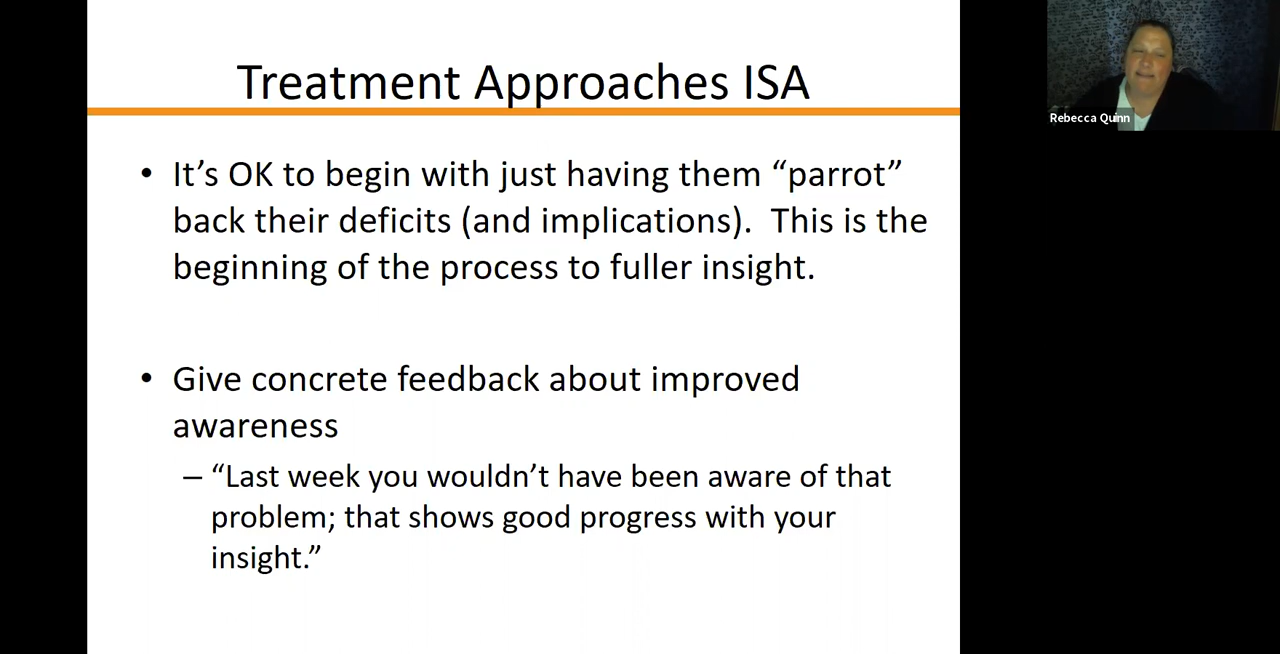 Treatment Approaches ISA
• It’s OK to begin with just having them “parrot”
back their deficits (and implications).  This is the
beginning of the process to fuller insight.
• Give concrete feedback about improved
awareness
– “Last week you wouldn’t have been aware of that
problem; that shows good progress with your
insight.”
Rebecca Quinn